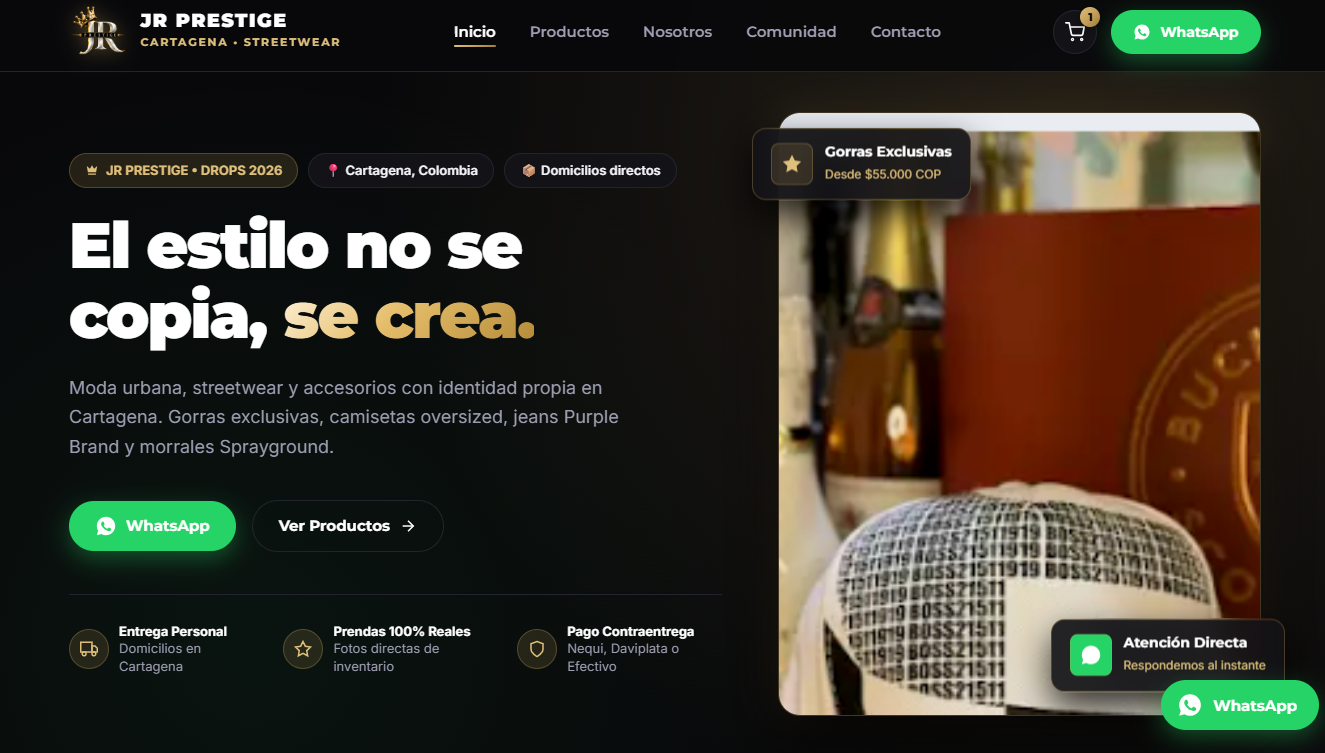 JR PRESTIGE
CARTAGENA • STREETWEAR
Inicio
Productos
Nosotros
Comunidad
Contacto
1
WhatsApp
JR PRESTIGE • DROPS 2026
Cartagena, Colombia
Domicilios directos
El estilo no se
copia, se crea.
Moda urbana, streetwear y accesorios con identidad propia en
Cartagena. Gorras exclusivas, camisetas oversized, jeans Purple
Brand y morrales Sprayground.
WhatsApp
Ver Productos
Entrega Personal
Domicilios en
Cartagena
Prendas 100% Reales
Fotos directas de
inventario
Pago Contraentrega
Nequi, Daviplata o
Efectivo
Gorras Exclusivas
Desde $55.000 COP
Atención Directa
Respondemos al instante
WhatsApp